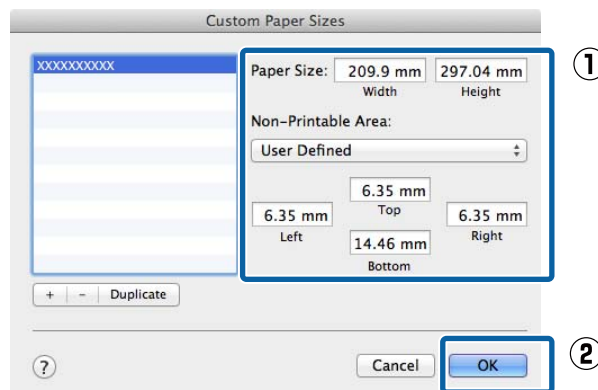 Custom Paper Sizes
XXXXXXXXXX
Paper Size: 209.9 mm 297.04 mm
Width Height
Non-Printable Area:
User Defined
6.35 mm
Top
6.35 mm 6.35 mm
Left Right
14.46 mm
Bottom
+ - Duplicate
? Cancel OK
①
②